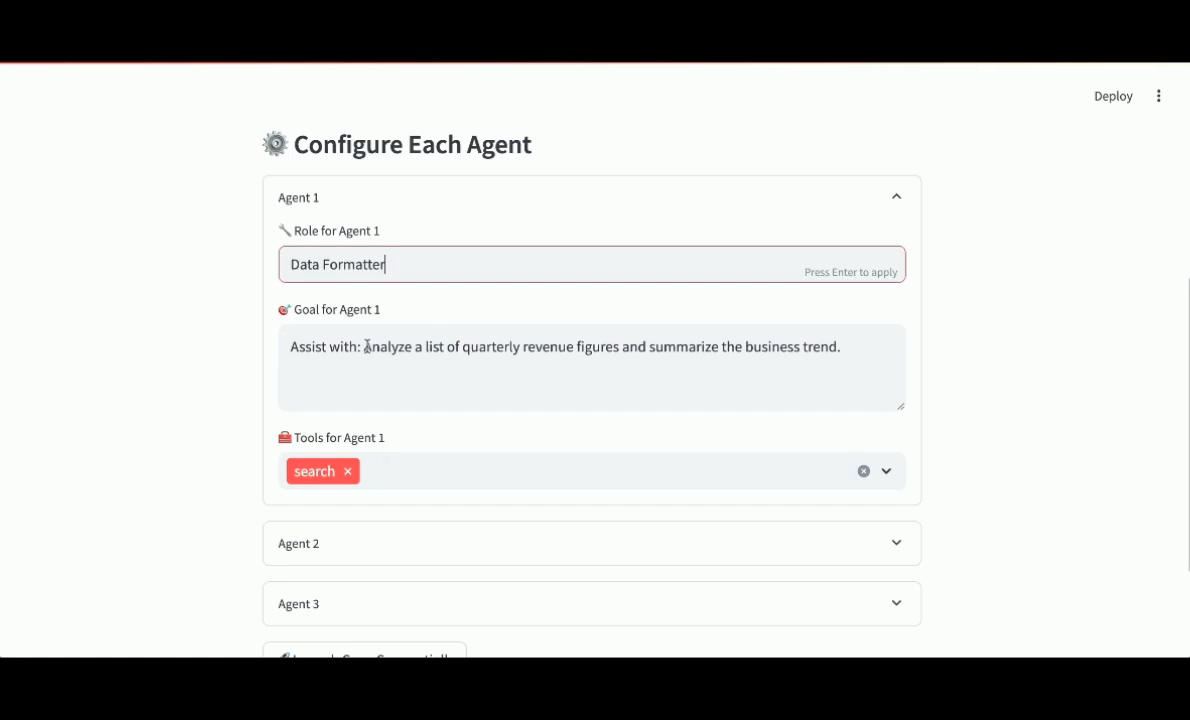 Deploy
Configure Each Agent
Agent 1
Role for Agent 1
Data Formatter
Press Enter to apply
Goal for Agent 1
Assist with: Analyze a list of quarterly revenue figures and summarize the business trend.
Tools for Agent 1
search
Agent 2
Agent 3